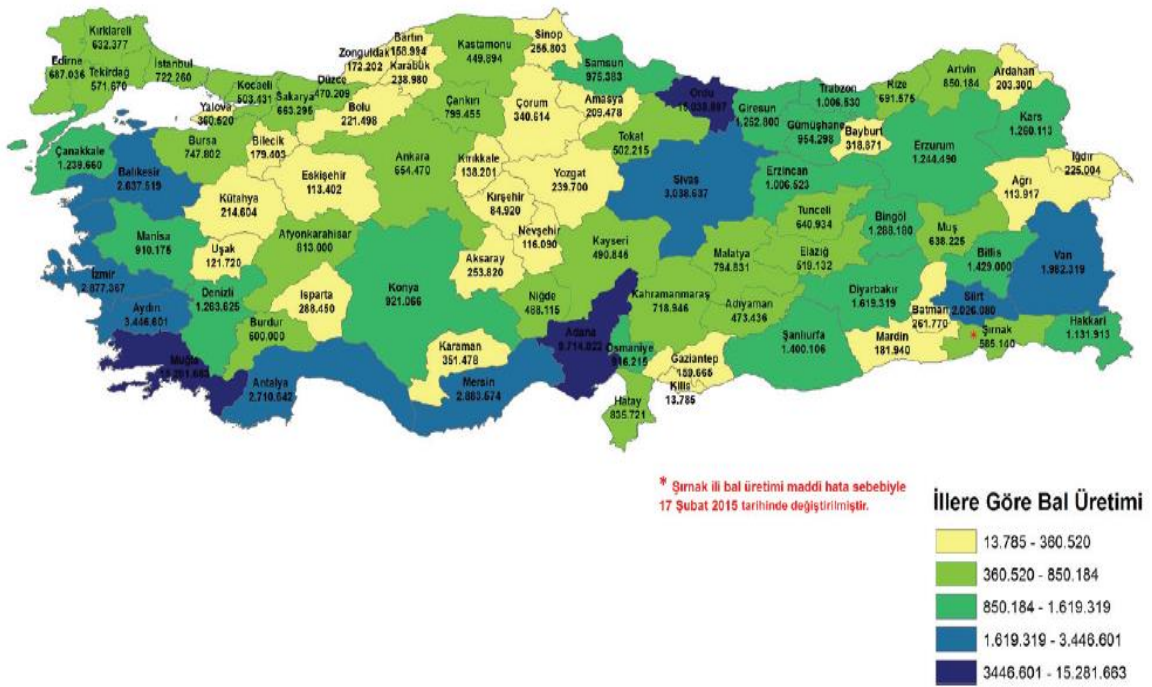 Kırklareli
632.377
Edirne
687.036
Tekirdağ
571.670
İstanbul
722.260
Kocaeli
503.431
Sakarya
663.295
Düzce
470.209
Zonguldak
172.202
Bartın
Karabük
238.980
Kastamonu
449.894
Sinop
Samsun
975.383
Ordu
Giresun
1.252.800
Trabzon
1.006.530
Rize
691.575
Artvin
850.184
Ardahan
203.300
Kars
1.260.113
Iğdır
225.004
Ağrı
113.917
Erzurum
1.244.490
Bayburt
318.871
Gümüşhane
954.298
Erzincan
1.006.523
Yalova
360.520
Bursa
747.802
Bilecik
179.403
Bolu
221.498
Çankırı
799.455
Çorum
340.614
Amasya
209.478
Tokat
502.215
Çanakkale
1.239.660
Balıkesir
2.637.519
Kütahya
214.604
Eskişehir
113.402
Ankara
654.470
Kırıkkale
138.201
Yozgat
239.700
Sivas
3.038.637
Kırşehir
84.920
Nevşehir
116.090
Kayseri
490.846
Tunceli
640.934
Bingöl
1.288.180
Muş
638.225
Bitlis
1.429.000
Van
1.982.319
Manisa
910.175
Uşak
121.720
Afyonkarahisar
813.000
Konya
921.066
Aksaray
253.820
Niğde
488.115
Malatya
794.831
Elazığ
519.132
Diyarbakır
1.619.319
Batman
261.770
Siirt
2.026.080
Şırnak
* 585.140
Hakkari
1.131.913
İzmir
2.877.367
Aydın
3.446.601
Denizli
1.263.625
Isparta
288.450
Burdur
600.000
Muğla
15.281.663
Antalya
2.710.642
Karaman
351.478
Mersin
2.883.574
Adana
9.714.022
Osmaniye
916.215
Kahramanmaraş
718.946
Adıyaman
473.436
Gaziantep
Kilis
13.785
Şanlıurfa
1.400.106
Mardin
181.940
Hatay
835.721
* Şırnak ili bal üretimi maddi hata sebebiyle
17 Şubat 2015 tarihinde değiştirilmiştir.
İllere Göre Bal Üretimi
13.785 - 360.520
360.520 - 850.184
850.184 - 1.619.319
1.619.319 - 3.446.601
3446.601 - 15.281.663